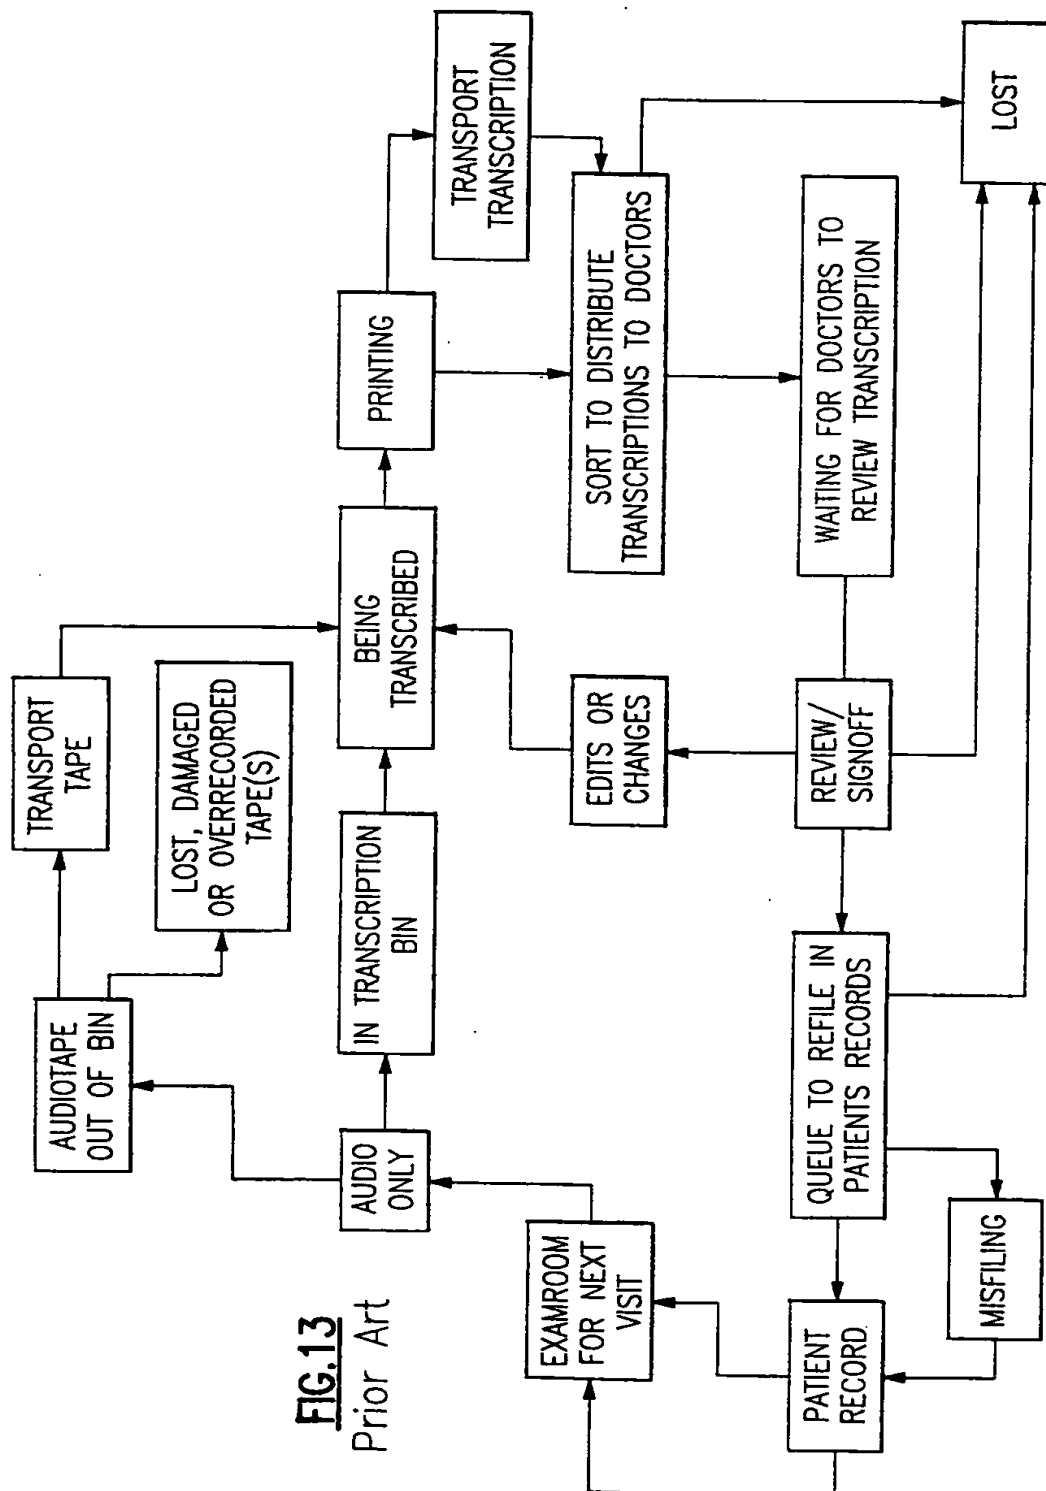 FIG.13
Prior Art
AUDIOTAPE
OUT OF BIN
TRANSPORT
TAPE
LOST, DAMAGED
OR OVERRECORDED
TAPE(S)
AUDIO
ONLY
IN TRANSCRIPTION
BIN
BEING
TRANSCRIBED
PRINTING
TRANSPORT
TRANSCRIPTION
EXAMROOM
FOR NEXT
VISIT
EDITS OR
CHANGES
SORT TO DISTRIBUTE
TRANSCRIPTIONS TO DOCTORS
PATIENT
RECORD
QUEUE TO REFILE IN
PATIENTS RECORDS
REVIEW/
SIGNOFF
WAITING FOR DOCTORS TO
REVIEW TRANSCRIPTION
MISFILING
LOST